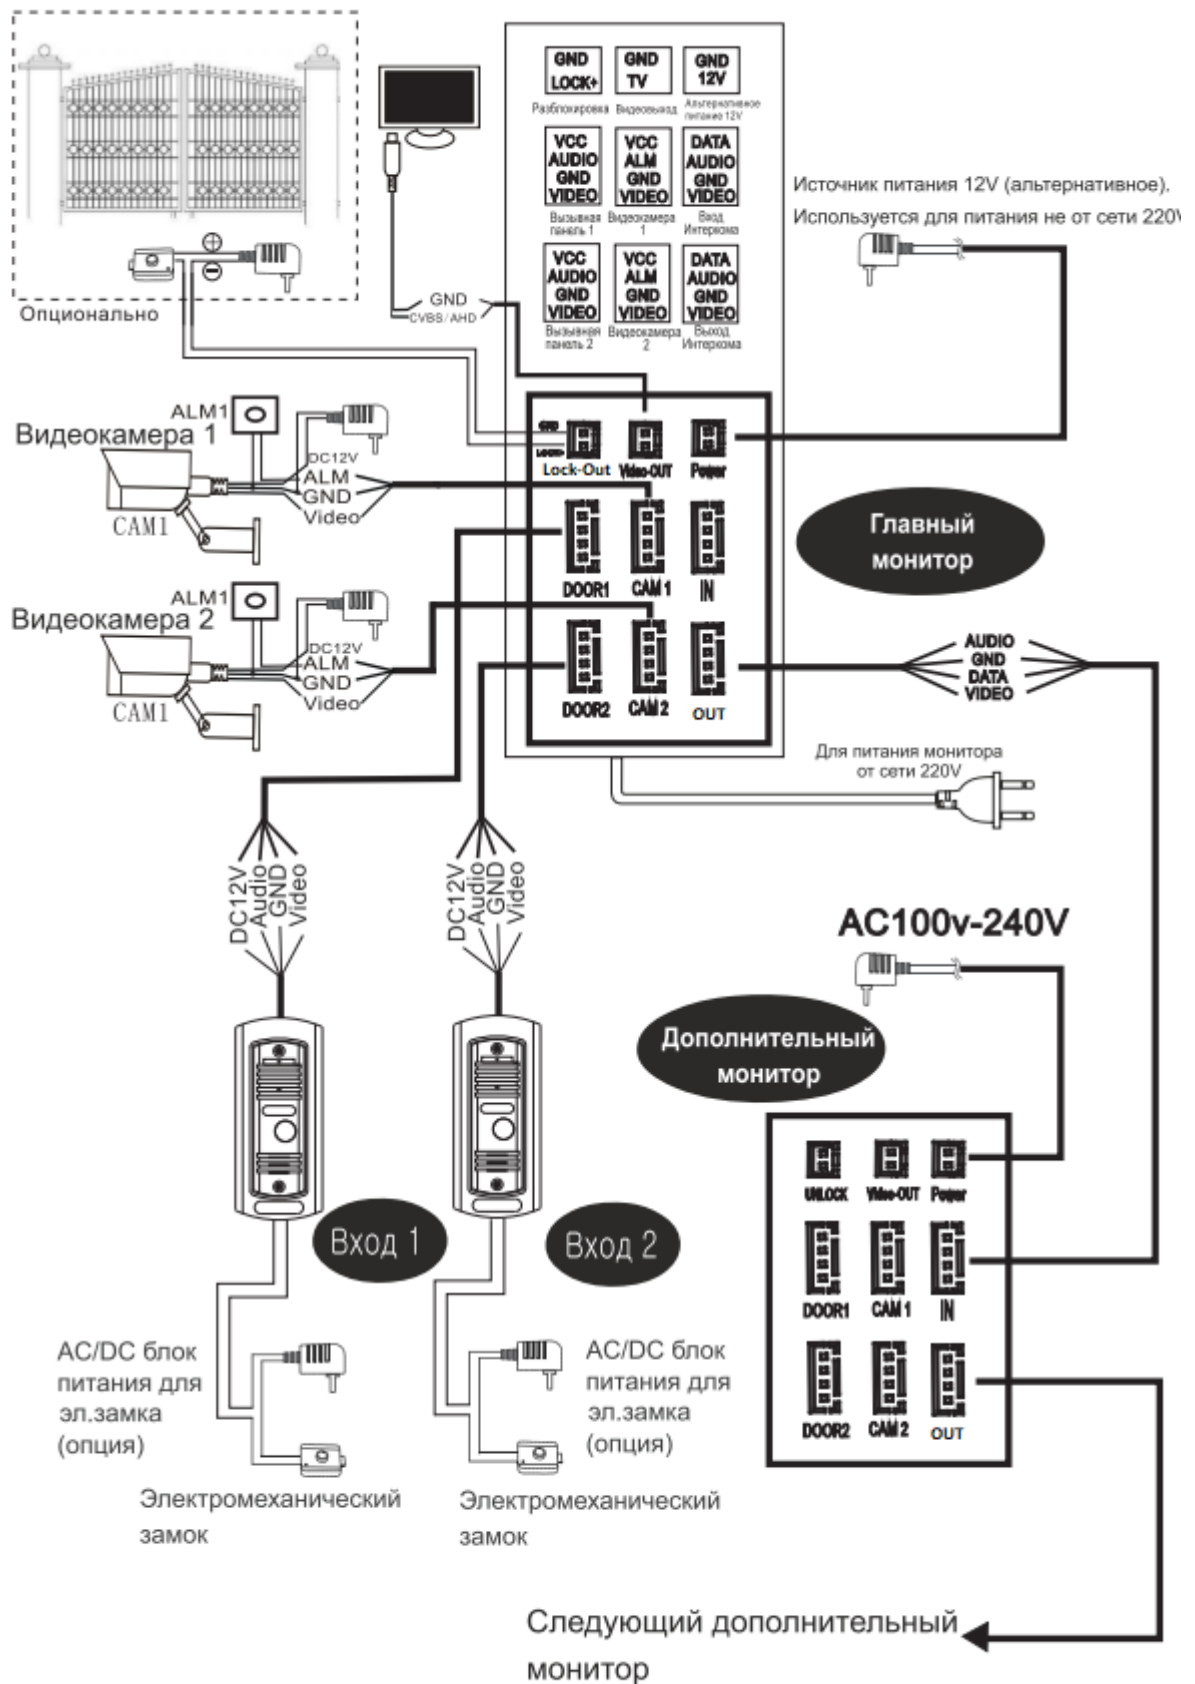 GND
LOCK+
GND
TV
GND
12V
Разблокировка
Видеовыход
Альтернативное
питание 12V
VCC
AUDIO
GND
VIDEO
VCC
ALM
GND
VIDEO
DATA
AUDIO
GND
VIDEO
Вызывная
панель 1
Видеокамера
1
Вход
Интеркома
VCC
AUDIO
GND
VIDEO
VCC
ALM
GND
VIDEO
DATA
AUDIO
GND
VIDEO
Вызывная
панель 2
Видеокамера
2
Выход
Интеркома
Источник питания 12V (альтернативное).
Используется для питания не от сети 220V
Опционально
GND
CVBS/AHD
ALM1
Видеокамера 1
DC12V
ALM
GND
Video
CAM1
GND
LOCK+
Lock-Out
Video-OUT
Power
DOOR1
CAM 1
IN
DOOR2
CAM 2
OUT
Главный
монитор
ALM1
Видеокамера 2
DC12V
ALM
GND
Video
CAM1
AUDIO
GND
DATA
VIDEO
Для питания монитора
от сети 220V
DC12V
Audio
GND
Video
DC12V
Audio
GND
Video
AC100v-240V
Дополнительный
монитор
UNLOCK
Video-OUT
Power
DOOR1
CAM 1
IN
DOOR2
CAM 2
OUT
Вход 1
Вход 2
AC/DC блок
питания для
эл.замка
(опция)
AC/DC блок
питания для
эл.замка
(опция)
Электромеханический
замок
Электромеханический
замок
Следующий дополнительный
монитор